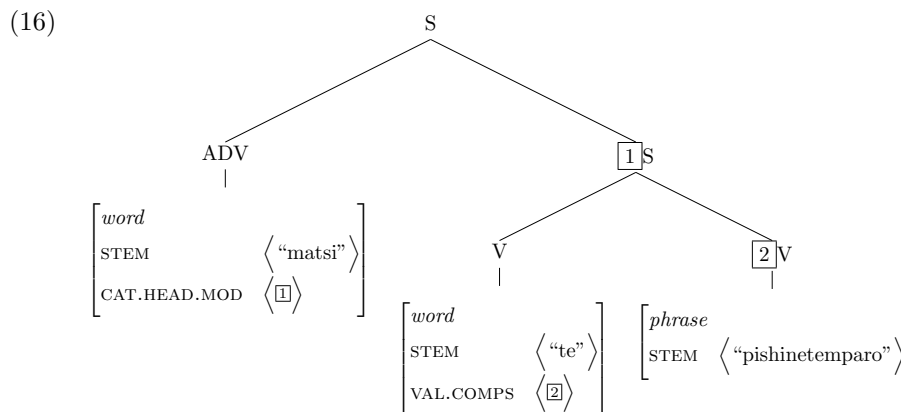 (16)
S
ADV
1 S
word
STEM ⟨“matsi”⟩
CAT.HEAD.MOD ⟨1⟩
V
2 V
word
STEM ⟨“te”⟩
VAL.COMPS ⟨2⟩
phrase
STEM ⟨“pishinetemparo”⟩